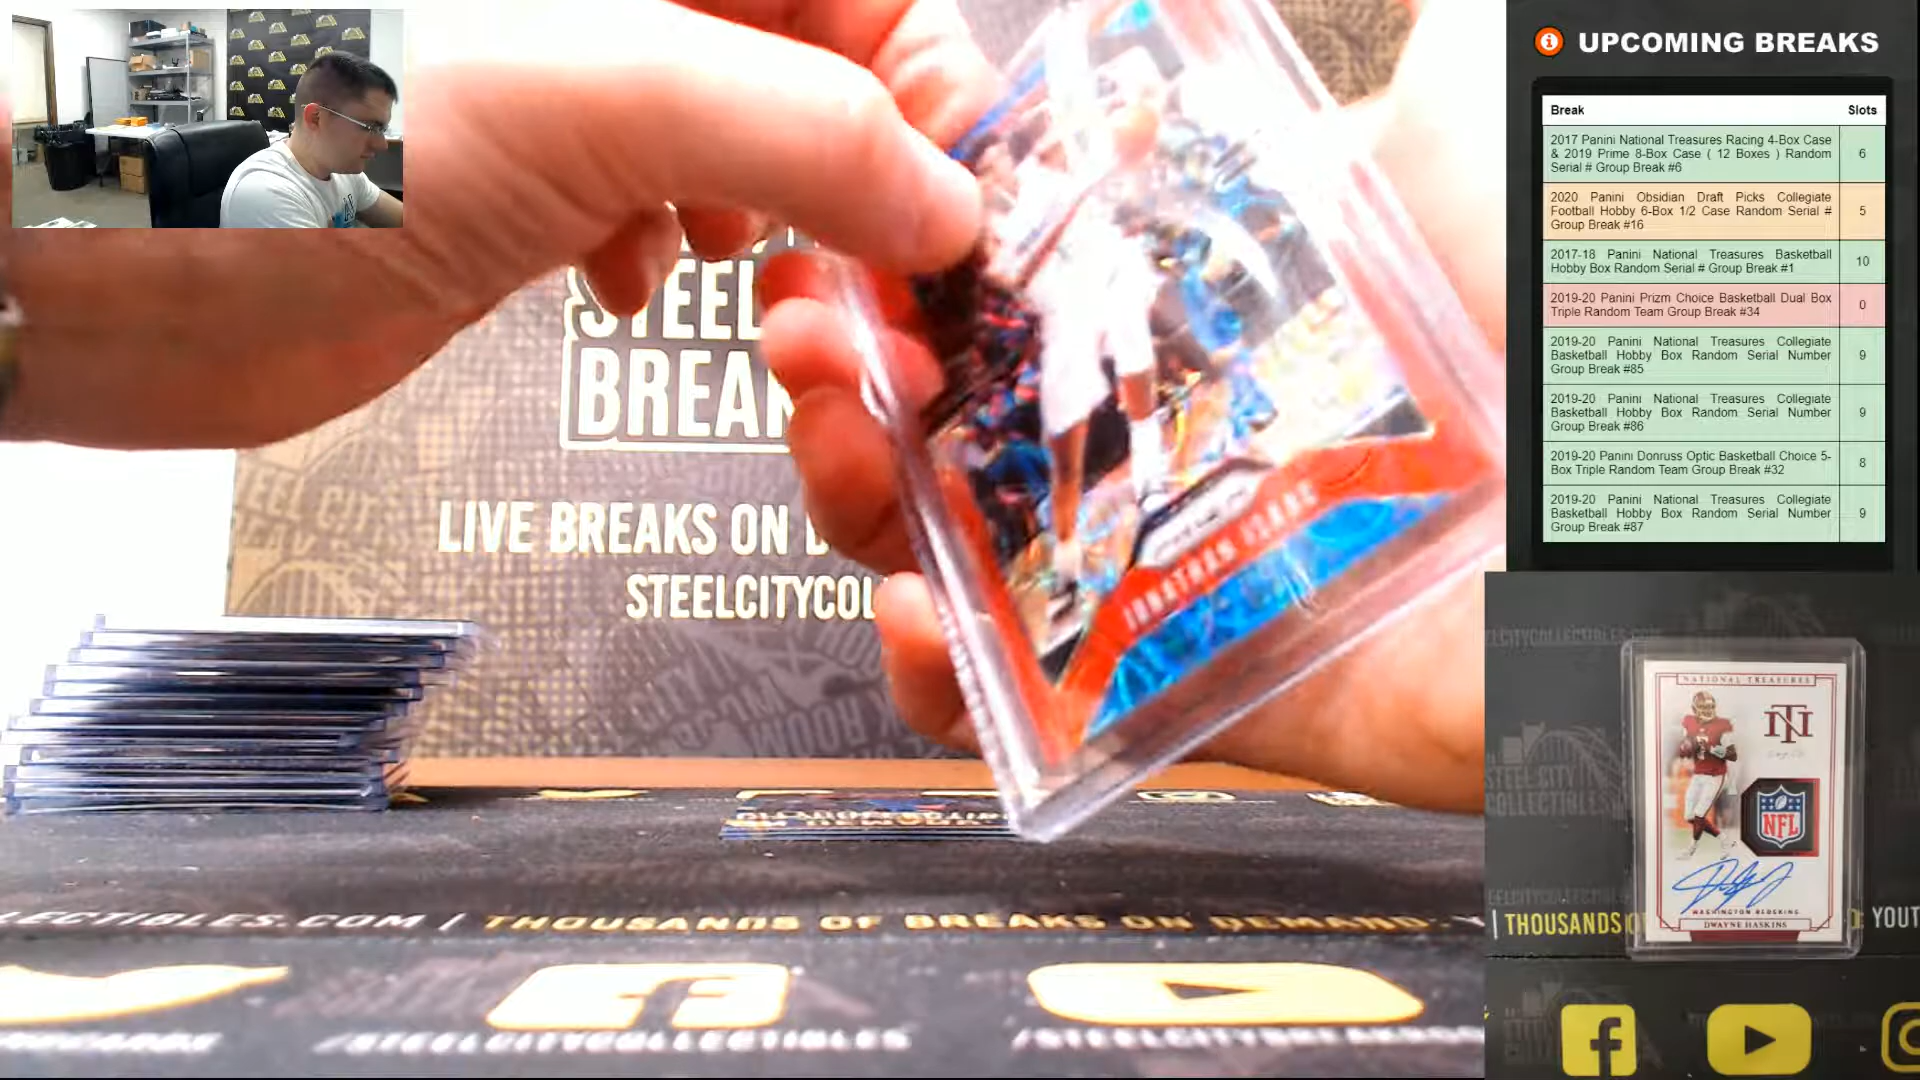 UPCOMING BREAKS
Break Slots
2017 Panini National Treasures Racing 4-Box Case
& 2019 Prime 8-Box Case ( 12 Boxes ) Random
Serial # Group Break #6
6
2020 Panini Obsidian Draft Picks Collegiate
Football Hobby 6-Box 1/2 Case Random Serial #
Group Break #16
5
2017-18 Panini National Treasures Basketball
Hobby Box Random Serial # Group Break #1
10
2019-20 Panini Prizm Choice Basketball Dual Box
Triple Random Team Group Break #34
0
2019-20 Panini National Treasures Collegiate
Basketball Hobby Box Random Serial Number
Group Break #85
9
2019-20 Panini National Treasures Collegiate
Basketball Hobby Box Random Serial Number
Group Break #86
9
2019-20 Panini Donruss Optic Basketball Choice 5-
Box Triple Random Team Group Break #32
8
2019-20 Panini National Treasures Collegiate
Basketball Hobby Box Random Serial Number
Group Break #87
9
STEEL
BREAK
LIVE BREAKS ON
STEELCITYCOL
JONATHAN ISAAC
LECTIBLES.COM | THOUSANDS OF BREAKS ON DEMAND.
/STEELCITYCOLLECTIBLES
/STEELCITYBREAKROO
NATIONAL TREASURES
NT
NFL
WASHINGTON REDSKINS
DWAYNE HASKINS
STEEL CITY
COLLECTIBLES
| THOUSANDS
YOUT